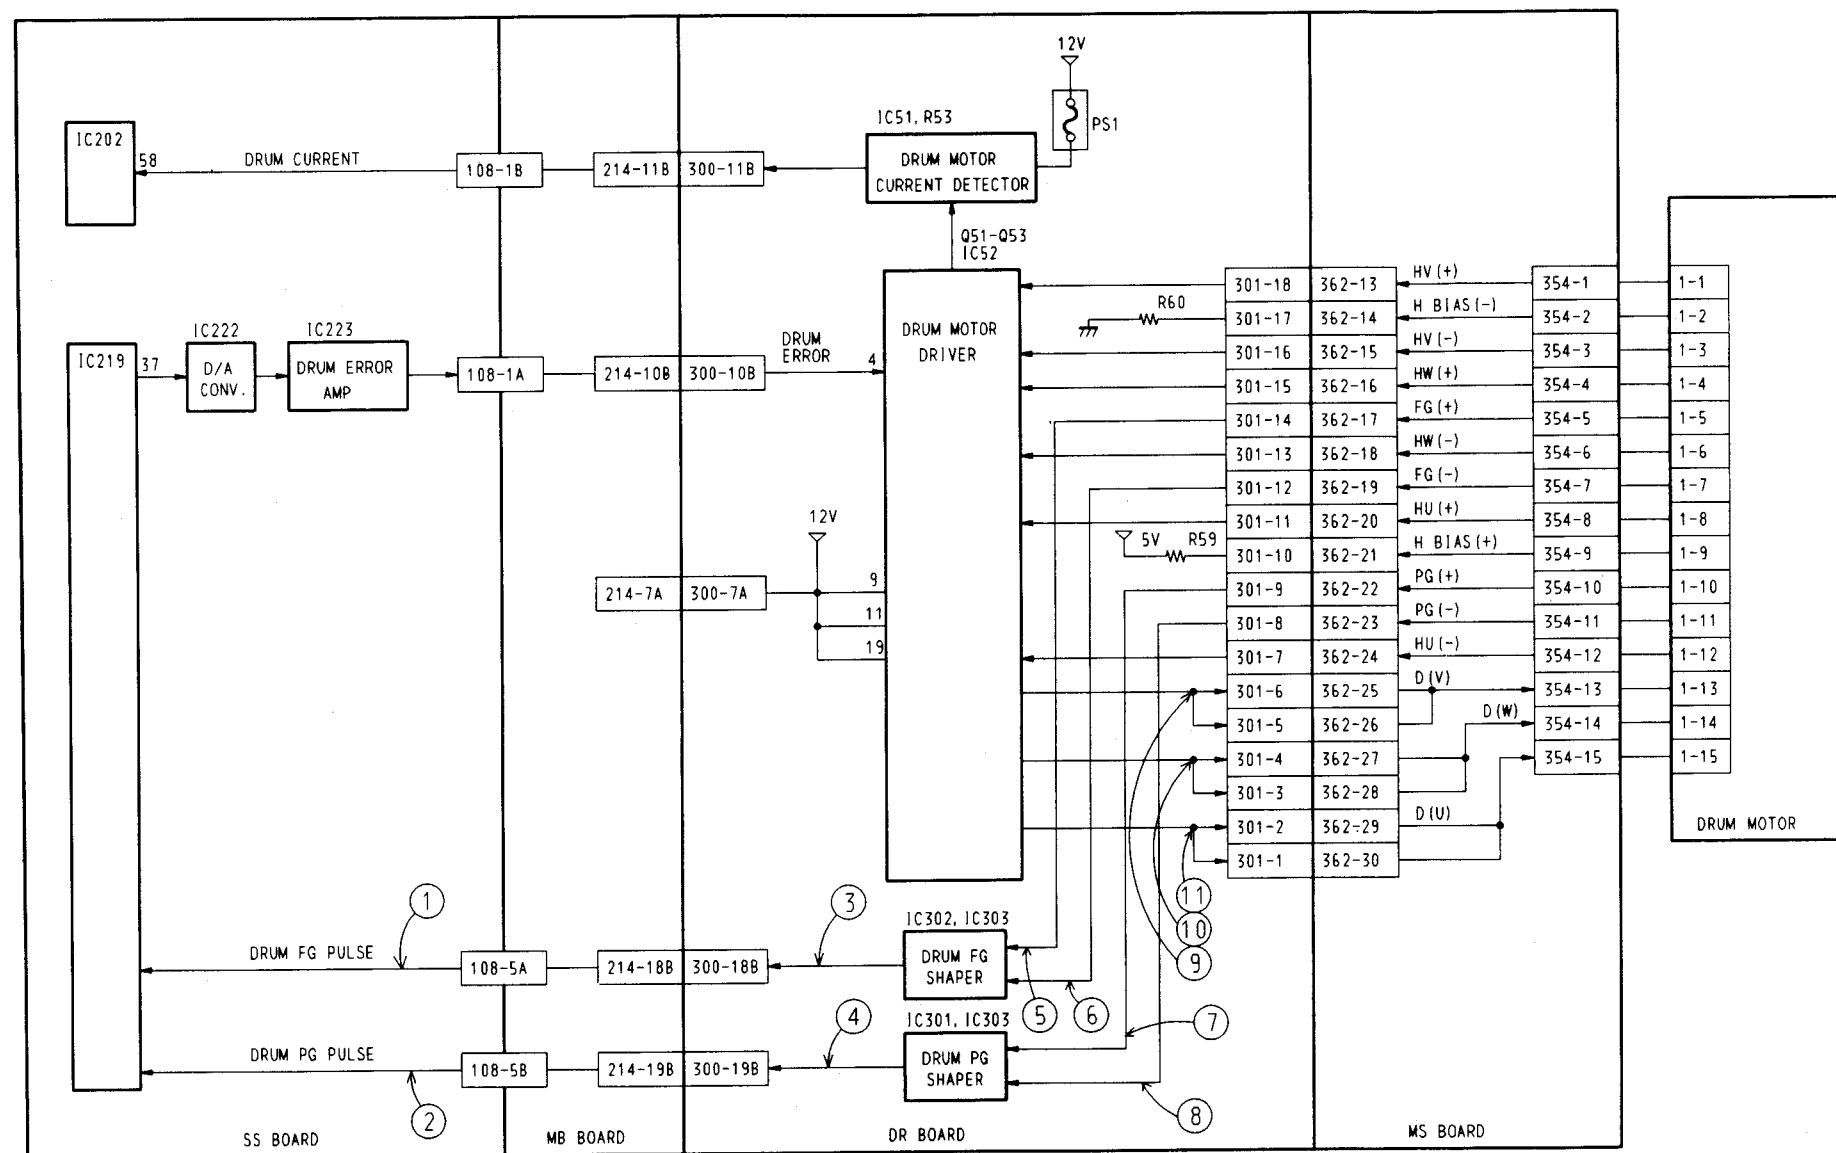 12V
IC51, R53
PS1
IC202
58
DRUM CURRENT
108-1B
214-11B
300-11B
DRUM MOTOR
CURRENT DETECTOR
Q51-Q53
IC52
IC222
IC223
IC219
37
D/A
CONV.
DRUM ERROR
AMP
108-1A
214-10B
300-10B
DRUM
ERROR
4
DRUM MOTOR
DRIVER
R60
301-18
362-13
HV(+)
354-1
1-1
301-17
362-14
H BIAS(-)
354-2
1-2
301-16
362-15
HV(-)
354-3
1-3
301-15
362-16
HW(+)
354-4
1-4
301-14
362-17
FG(+)
354-5
1-5
301-13
362-18
HW(-)
354-6
1-6
301-12
362-19
FG(-)
354-7
1-7
301-11
362-20
HU(+)
354-8
1-8
5V
R59
301-10
362-21
H BIAS(+)
354-9
1-9
301-9
362-22
PG(+)
354-10
1-10
301-8
362-23
PG(-)
354-11
1-11
301-7
362-24
HU(-)
354-12
1-12
301-6
362-25
D(V)
354-13
1-13
301-5
362-26
D(W)
354-14
1-14
301-4
362-27
354-15
1-15
301-3
362-28
301-2
362-29
D(U)
301-1
362-30
DRUM MOTOR
12V
214-7A
300-7A
9
11
19
1
3
11
10
9
IC302, IC303
DRUM FG PULSE
108-5A
214-18B
300-18B
DRUM FG
SHAPER
5
6
7
IC301, IC303
4
DRUM PG PULSE
108-5B
214-19B
300-19B
DRUM PG
SHAPER
2
8
SS BOARD
MB BOARD
DR BOARD
MS BOARD